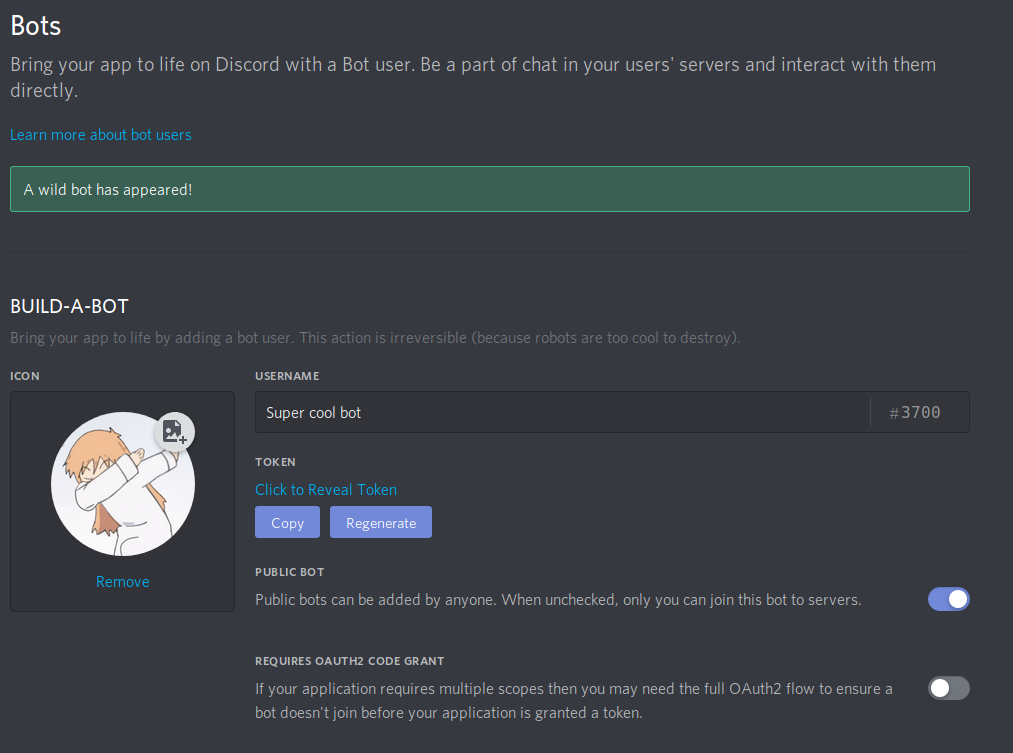 Bots
Bring your app to life on Discord with a Bot user. Be a part of chat in your users' servers and interact with them
directly.
Learn more about bot users
A wild bot has appeared!
BUILD-A-BOT
Bring your app to life by adding a bot user. This action is irreversible (because robots are too cool to destroy).
ICON
Remove
USERNAME
Super cool bot #3700
TOKEN
Click to Reveal Token
Copy Regenerate
PUBLIC BOT
Public bots can be added by anyone. When unchecked, only you can join this bot to servers.
REQUIRES OAUTH2 CODE GRANT
If your application requires multiple scopes then you may need the full OAuth2 flow to ensure a
bot doesn't join before your application is granted a token.